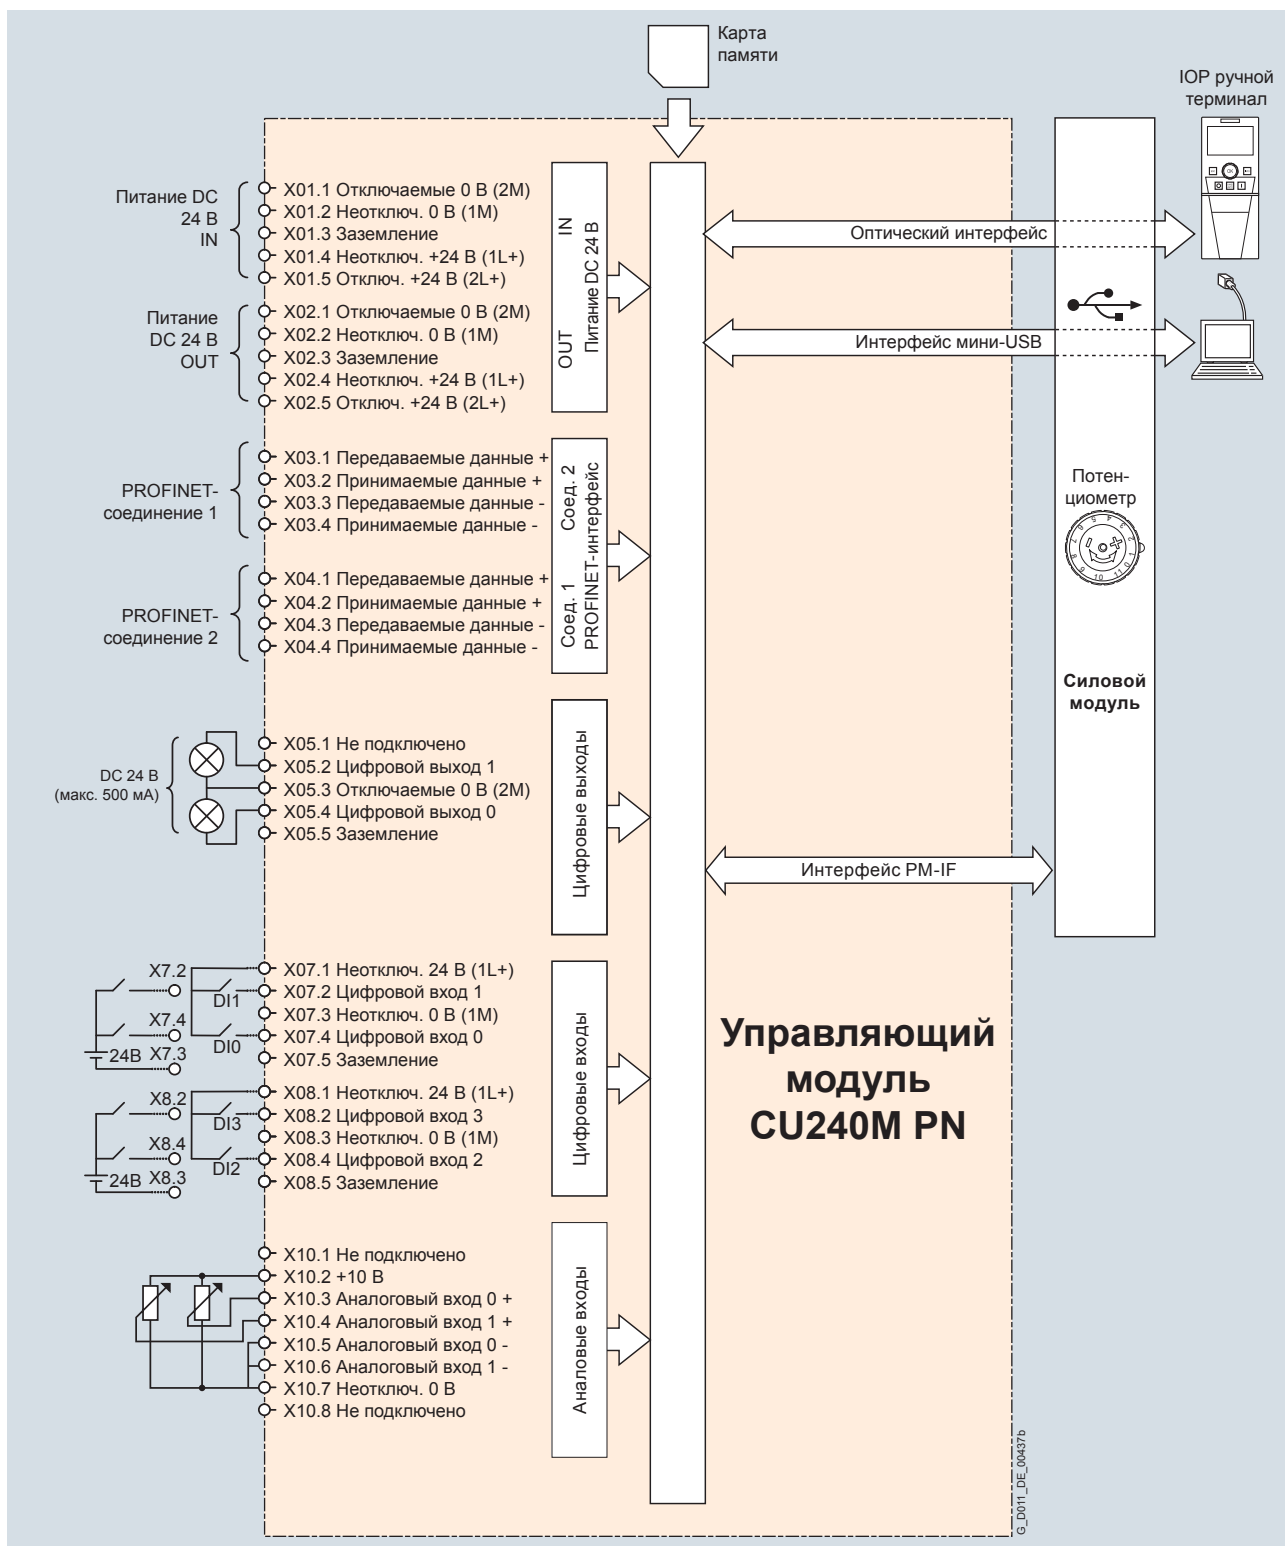 Карта
памяти
IOP ручной
терминал
Питание DC
24 В
IN
X01.1 Отключаемые 0 В (2M)
X01.2 Неотключ. 0 В (1M)
X01.3 Заземление
X01.4 Неотключ. +24 В (1L+)
X01.5 Отключ. +24 В (2L+)
Питание
DC 24 В
OUT
X02.1 Отключаемые 0 В (2M)
X02.2 Неотключ. 0 В (1M)
X02.3 Заземление
X02.4 Неотключ. +24 В (1L+)
X02.5 Отключ. +24 В (2L+)
OUT IN
Питание DC 24 В
Оптический интерфейс
Интерфейс мини-USB
PROFINET-
соединение 1
X03.1 Передаваемые данные +
X03.2 Принимаемые данные +
X03.3 Передаваемые данные -
X03.4 Принимаемые данные -
PROFINET-
соединение 2
X04.1 Передаваемые данные +
X04.2 Принимаемые данные +
X04.3 Передаваемые данные -
X04.4 Принимаемые данные -
Соед. 1 Соед. 2
PROFINET-интерфейс
Потен-
циометр
0 1 2 3 4 5 6 7 8 9 10 11
Силовой
модуль
DC 24 В
(макс. 500 мА)
X05.1 Не подключено
X05.2 Цифровой выход 1
X05.3 Отключаемые 0 В (2M)
X05.4 Цифровой выход 0
X05.5 Заземление
Цифровые выходы
Интерфейс PM-IF
X7.2
X7.4
X7.3
24В
DI1
DI0
X07.1 Неотключ. 24 В (1L+)
X07.2 Цифровой вход 1
X07.3 Неотключ. 0 В (1M)
X07.4 Цифровой вход 0
X07.5 Заземление
X8.2
X8.4
X8.3
24В
DI3
DI2
X08.1 Неотключ. 24 В (1L+)
X08.2 Цифровой вход 3
X08.3 Неотключ. 0 В (1M)
X08.4 Цифровой вход 2
X08.5 Заземление
Цифровые входы
Управляющий
модуль
CU240M PN
X10.1 Не подключено
X10.2 +10 В
X10.3 Аналоговый вход 0 +
X10.4 Аналоговый вход 1 +
X10.5 Аналоговый вход 0 -
X10.6 Аналоговый вход 1 -
X10.7 Неотключ. 0 В
X10.8 Не подключено
Аналовые входы
G_D011_DE_00437b